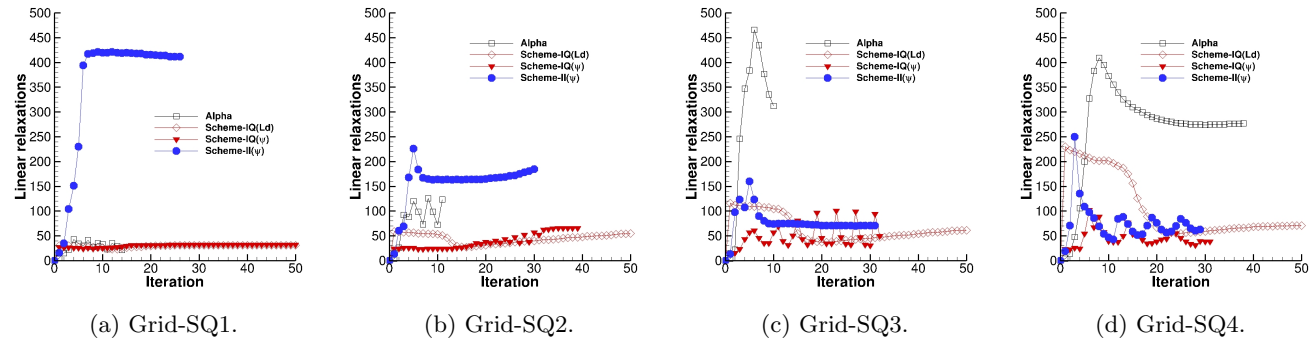 500
450
400
350
300
250
200
150
100
50
0
Linear relaxations
0 10 20 30 40 50
Iteration
Alpha
Scheme-IQ(Ld)
Scheme-IQ(ψ)
Scheme-II(ψ)
(a) Grid-SQ1.
500
450
400
350
300
250
200
150
100
50
0
Linear relaxations
0 10 20 30 40 50
Iteration
Alpha
Scheme-IQ(Ld)
Scheme-IQ(ψ)
Scheme-II(ψ)
(b) Grid-SQ2.
500
450
400
350
300
250
200
150
100
50
0
Linear relaxations
0 10 20 30 40 50
Iteration
Alpha
Scheme-IQ(Ld)
Scheme-IQ(ψ)
Scheme-II(ψ)
(c) Grid-SQ3.
500
450
400
350
300
250
200
150
100
50
0
Linear relaxations
0 10 20 30 40 50
Iteration
Alpha
Scheme-IQ(Ld)
Scheme-IQ(ψ)
Scheme-II(ψ)
(d) Grid-SQ4.